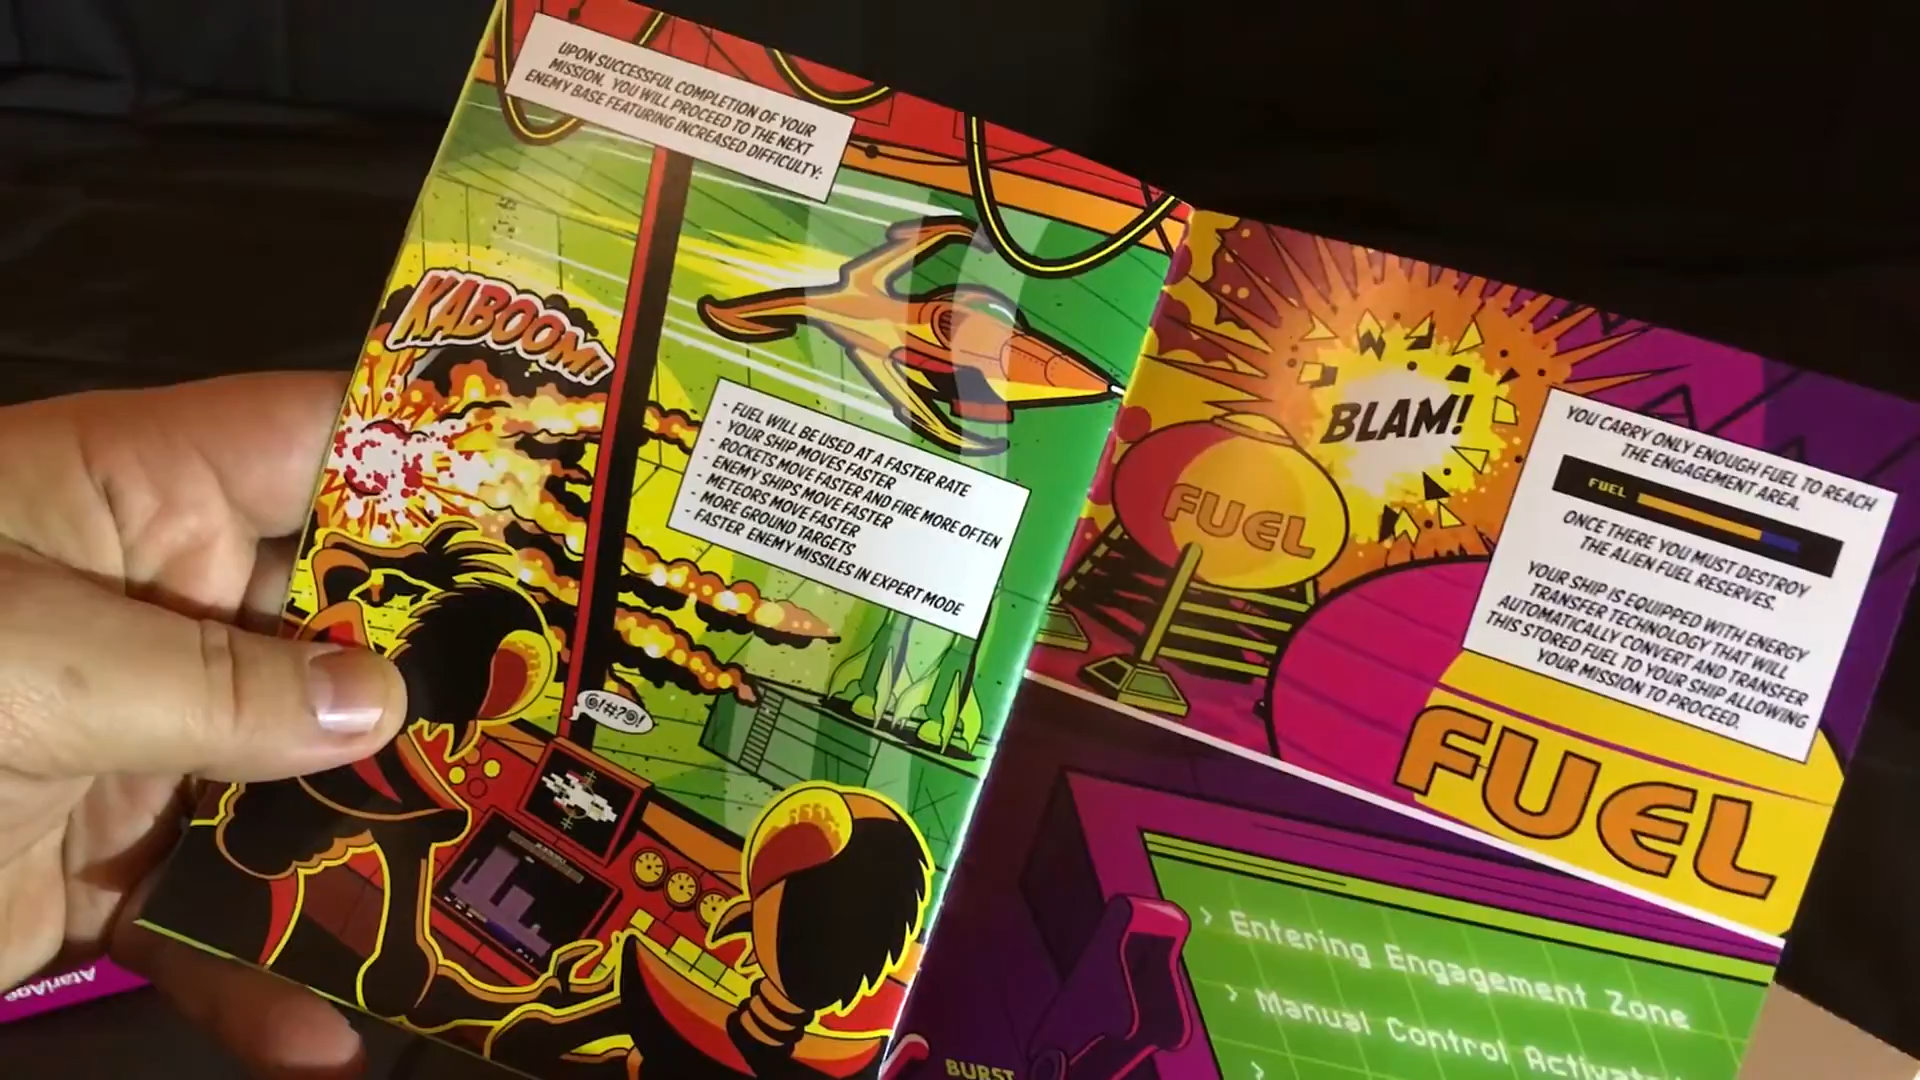 UPON SUCCESSFUL COMPLETION OF YOUR
MISSION. YOU WILL PROCEED TO THE NEXT
ENEMY BASE FEATURING INCREASED DIFFICULTY:
KABOOM!
- FUEL WILL BE USED AT A FASTER RATE
- YOUR SHIP MOVES FASTER
- ROCKETS MOVE FASTER AND FIRE MORE OFTEN
- ENEMY SHIPS MOVE FASTER
- METEORS MOVE FASTER
- MORE GROUND TARGETS
- FASTER ENEMY MISSILES IN EXPERT MODE
@!#?@!
BLAM!
FUEL
YOU CARRY ONLY ENOUGH FUEL TO REACH
THE ENGAGEMENT AREA.
FUEL
ONCE THERE YOU MUST DESTROY
THE ALIEN FUEL RESERVES.
YOUR SHIP IS EQUIPPED WITH ENERGY
TRANSFER TECHNOLOGY THAT WILL
AUTOMATICALLY CONVERT AND TRANSFER
THIS STORED FUEL TO YOUR SHIP ALLOWING
YOUR MISSION TO PROCEED.
FUEL
> Entering Engagement Zone
> Manual Control Activat
>
BURST
AtariAge